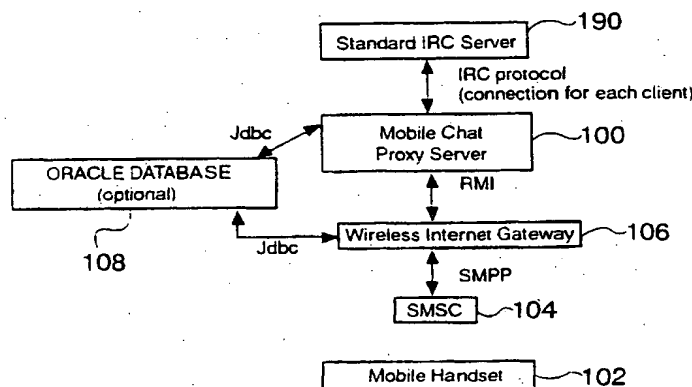 190
Standard IRC Server
IRC protocol
(connection for each client)
Jdbc
Mobile Chat
Proxy Server
100
ORACLE DATABASE
(optional)
RMI
108
Jdbc
Wireless Internet Gateway
106
SMPP
SMSC
104
Mobile Handset
102